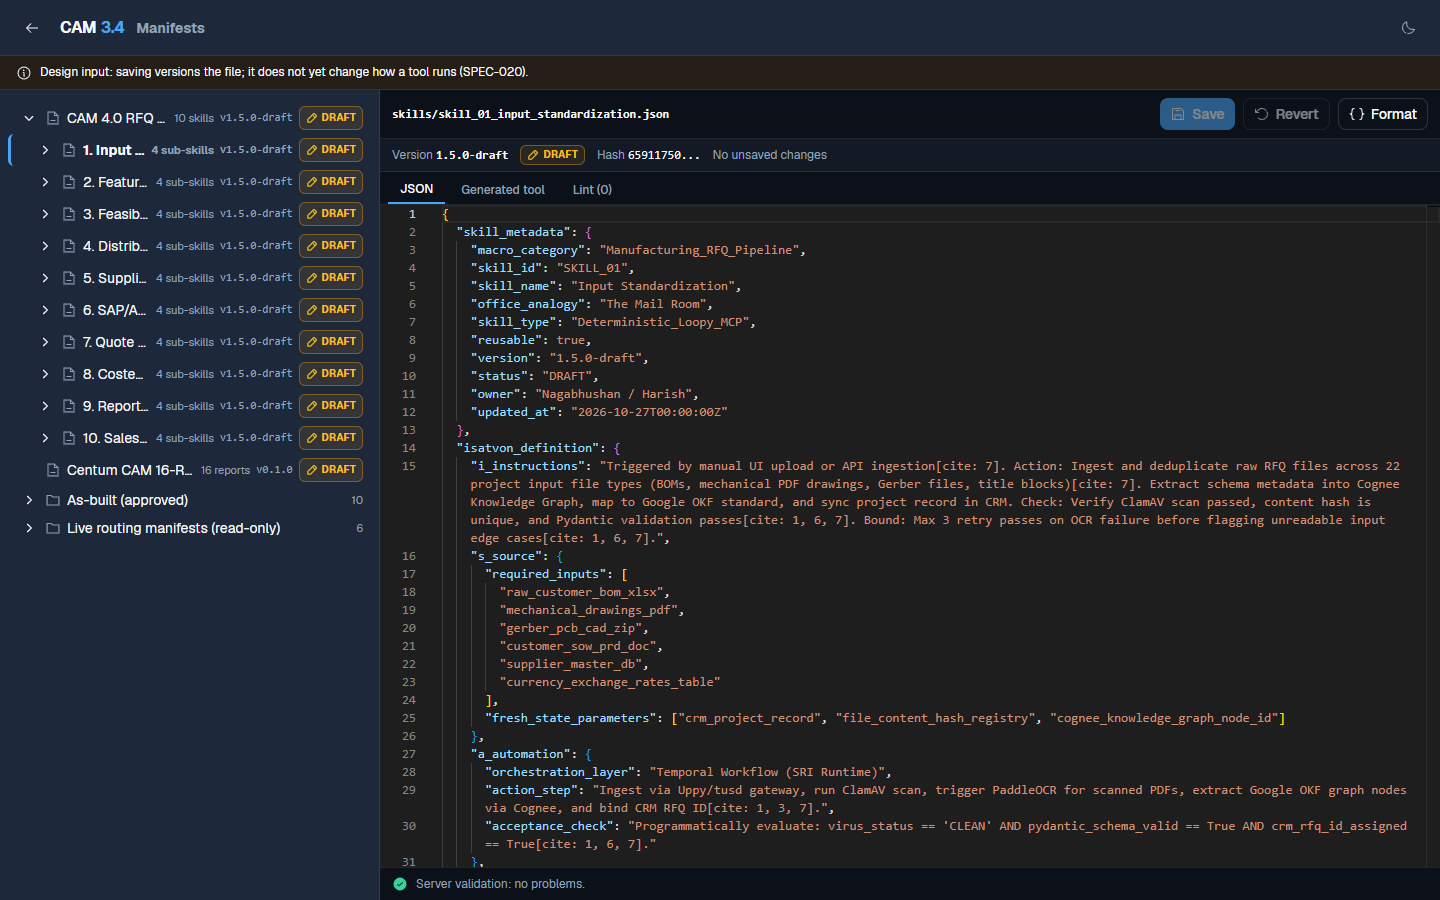 CAM 3.4 Manifests
Design input: saving versions the file; it does not yet change how a tool runs (SPEC-020).
CAM 4.0 RFQ ... 10 skills v1.5.0-draft DRAFT
1. Input ... 4 sub-skills v1.5.0-draft DRAFT
2. Featur... 4 sub-skills v1.5.0-draft DRAFT
3. Feasib... 4 sub-skills v1.5.0-draft DRAFT
4. Distrib... 4 sub-skills v1.5.0-draft DRAFT
5. Suppli... 4 sub-skills v1.5.0-draft DRAFT
6. SAP/A... 4 sub-skills v1.5.0-draft DRAFT
7. Quote ... 4 sub-skills v1.5.0-draft DRAFT
8. Coste... 4 sub-skills v1.5.0-draft DRAFT
9. Report... 4 sub-skills v1.5.0-draft DRAFT
10. Sales... 4 sub-skills v1.5.0-draft DRAFT
Centum CAM 16-R... 16 reports v0.1.0 DRAFT
As-built (approved) 10
Live routing manifests (read-only) 6
skills/skill_01_input_standardization.json Save Revert {} Format
Version 1.5.0-draft DRAFT Hash 65911750... No unsaved changes
JSON Generated tool Lint (0)
1 {
2 "skill_metadata": {
3 "macro_category": "Manufacturing_RFQ_Pipeline",
4 "skill_id": "SKILL_01",
5 "skill_name": "Input Standardization",
6 "office_analogy": "The Mail Room",
7 "skill_type": "Deterministic_Loopy_MCP",
8 "reusable": true,
9 "version": "1.5.0-draft",
10 "status": "DRAFT",
11 "owner": "Nagabhushan / Harish",
12 "updated_at": "2026-10-27T00:00:00Z"
13 },
14 "isatvon_definition": {
15 "i_instructions": "Triggered by manual UI upload or API ingestion[cite: 7]. Action: Ingest and deduplicate raw RFQ files across 22
project input file types (BOMs, mechanical PDF drawings, Gerber files, title blocks)[cite: 7]. Extract schema metadata into Cognee
Knowledge Graph, map to Google OKF standard, and sync project record in CRM. Check: Verify ClamAV scan passed, content hash is
unique, and Pydantic validation passes[cite: 1, 6, 7]. Bound: Max 3 retry passes on OCR failure before flagging unreadable input
edge cases[cite: 1, 6, 7].",
16 "s_source": {
17 "required_inputs": [
18 "raw_customer_bom_xlsx",
19 "mechanical_drawings_pdf",
20 "gerber_pcb_cad_zip",
21 "customer_sow_prd_doc",
22 "supplier_master_db",
23 "currency_exchange_rates_table"
24 ],
25 "fresh_state_parameters": ["crm_project_record", "file_content_hash_registry", "cognee_knowledge_graph_node_id"]
26 },
27 "a_automation": {
28 "orchestration_layer": "Temporal Workflow (SRI Runtime)",
29 "action_step": "Ingest via Uppy/tusd gateway, run ClamAV scan, trigger PaddleOCR for scanned PDFs, extract Google OKF graph nodes
via Cognee, and bind CRM RFQ ID[cite: 1, 3, 7].",
30 "acceptance_check": "Programmatically evaluate: virus_status == 'CLEAN' AND pydantic_schema_valid == True AND crm_rfq_id_assigned
== True[cite: 1, 6, 7]."
31 },
Server validation: no problems.